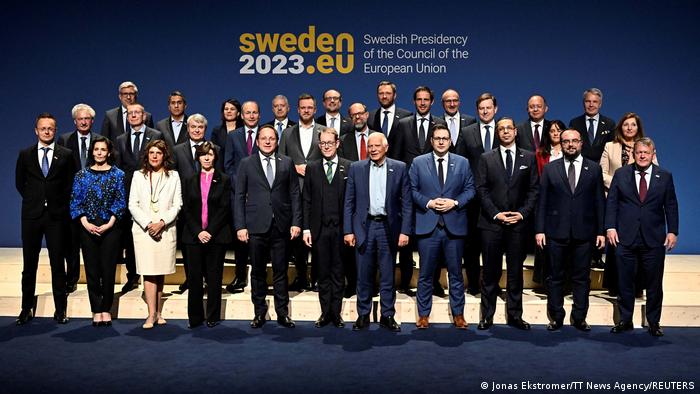 sweden
2023.eu
Swedish Presidency
of the Council of the
European Union
© Jonas Ekstromer/TT News Agency/REUTERS